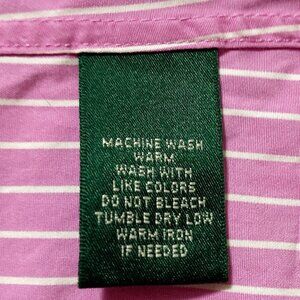 MACHINE WASH
WARM
WASH WITH
LIKE COLORS
DO NOT BLEACH
TUMBLE DRY LOW
WARM IRON
IF NEEDED